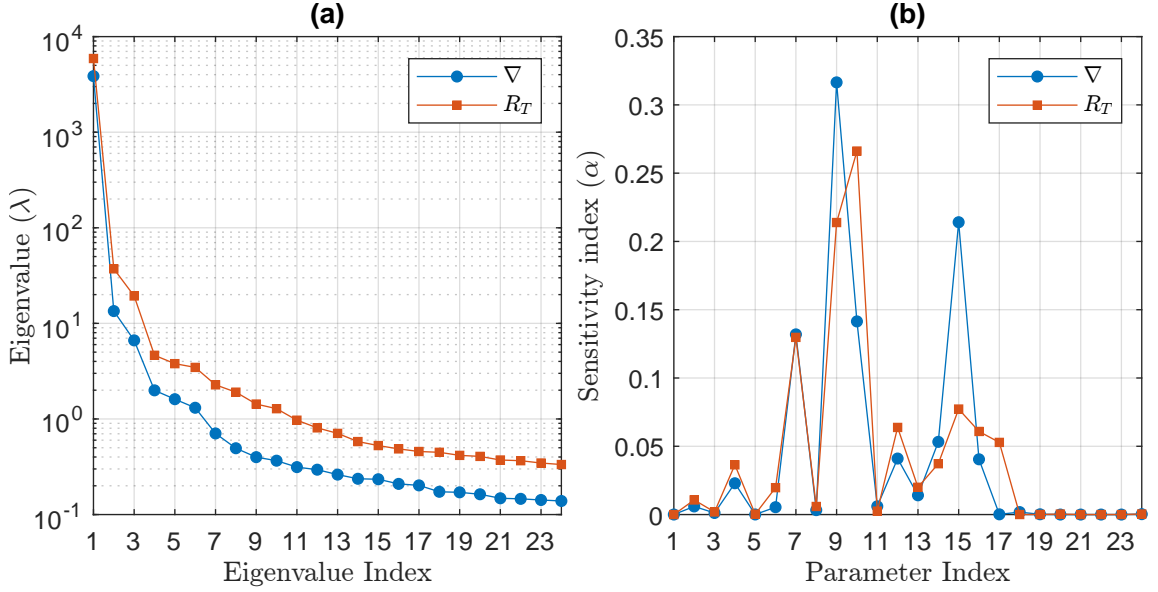 (a)
∇
R_T
10^4
10^3
10^2
10^1
10^0
10^-1
Eigenvalue (λ)
1 3 5 7 9 11 13 15 17 19 21 23
Eigenvalue Index
(b)
∇
R_T
0.35
0.3
0.25
0.2
0.15
0.1
0.05
0
Sensitivity index (α)
1 3 5 7 9 11 13 15 17 19 21 23
Parameter Index